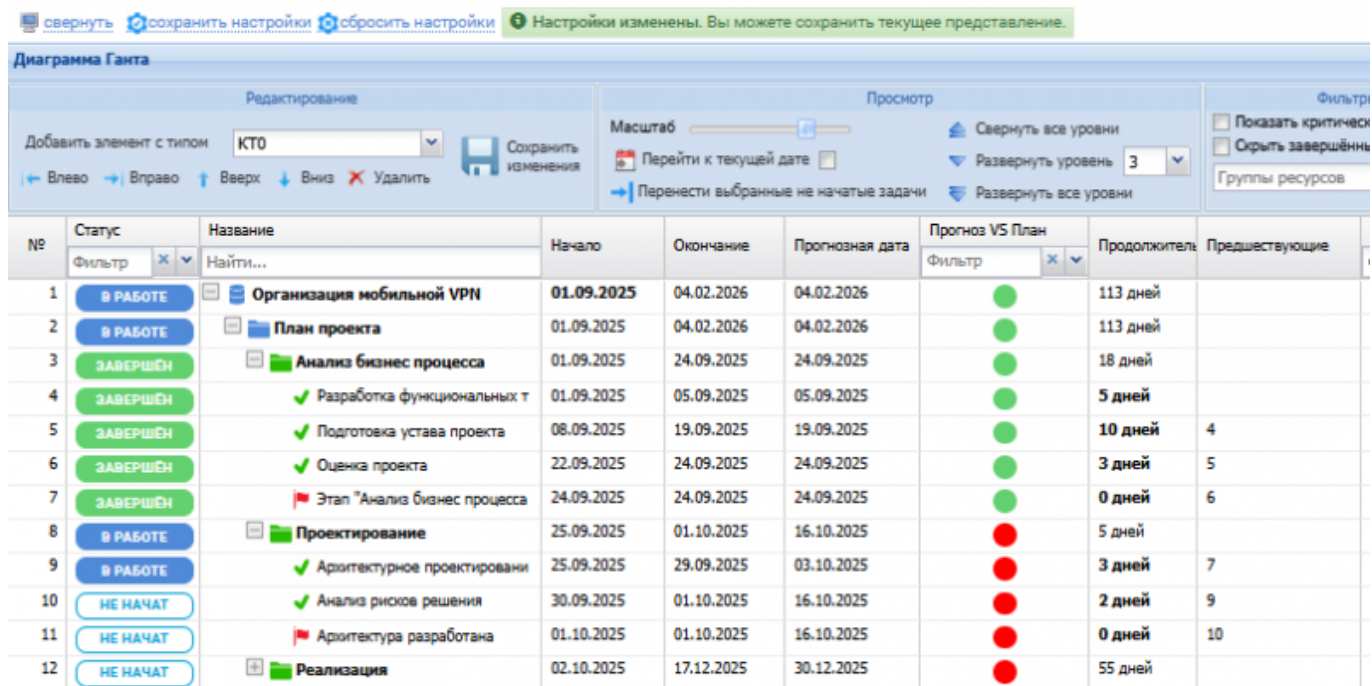 свернуть сохранить настройки сбросить настройки Настройки изменены. Вы можете сохранить текущее представление.
Диаграмма Ганта
Редактирование
Добавить элемент с типом КТ0
Сохранить изменения
Влево Вправо Вверх Вниз Удалить
Просмотр
Масштаб
Перейти к текущей дате
Перенести выбранные не начатые задачи
Свернуть все уровни
Развернуть уровень 3
Развернуть все уровни
Фильтры
Показать критическ
Скрыть завершённы
Группы ресурсов
№ Статус Название Начало Окончание Прогнозная дата Прогноз VS План Продолжитель Предшествующие
Фильтр Найти... Фильтр
1 В РАБОТЕ Организация мобильной VPN 01.09.2025 04.02.2026 04.02.2026 113 дней
2 В РАБОТЕ План проекта 01.09.2025 04.02.2026 04.02.2026 113 дней
3 ЗАВЕРШЁН Анализ бизнес процесса 01.09.2025 24.09.2025 24.09.2025 18 дней
4 ЗАВЕРШЁН Разработка функциональных т 01.09.2025 05.09.2025 05.09.2025 5 дней
5 ЗАВЕРШЁН Подготовка устава проекта 08.09.2025 19.09.2025 19.09.2025 10 дней 4
6 ЗАВЕРШЁН Оценка проекта 22.09.2025 24.09.2025 24.09.2025 3 дней 5
7 ЗАВЕРШЁН Этап "Анализ бизнес процесса 24.09.2025 24.09.2025 24.09.2025 0 дней 6
8 В РАБОТЕ Проектирование 25.09.2025 01.10.2025 16.10.2025 5 дней
9 В РАБОТЕ Архитектурное проектировани 25.09.2025 29.09.2025 03.10.2025 3 дней 7
10 НЕ НАЧАТ Анализ рисков решения 30.09.2025 01.10.2025 16.10.2025 2 дней 9
11 НЕ НАЧАТ Архитектура разработана 01.10.2025 01.10.2025 16.10.2025 0 дней 10
12 НЕ НАЧАТ Реализация 02.10.2025 17.12.2025 30.12.2025 55 дней